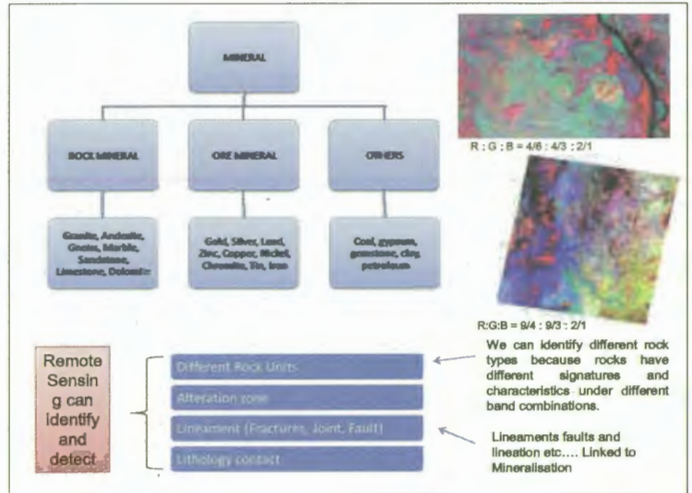 MINERAL
ROCK MINERAL
ORE MINERAL
OTHERS
Granite, Andesite,
Gneiss, Marble,
Sandstone,
Limestone, Dolomite
Gold, Silver, Lead,
Zinc, Copper, Nickel,
Chromite, Tin, Iron
Coal, gypsum,
gemstone, clay,
petroleum
R : G : B = 4/6 : 4/3 : 2/1
R:G:B = 9/4 : 9/3 : 2/1
Remote
Sensin
g can
identify
and
detect
Different Rock Units
Alteration zone
Lineament (Fractures, Joint, Fault)
Lithology contact
We can identify different rock
types because rocks have
different signatures and
characteristics under different
band combinations.
Lineaments faults and
lineation etc.... Linked to
Mineralisation